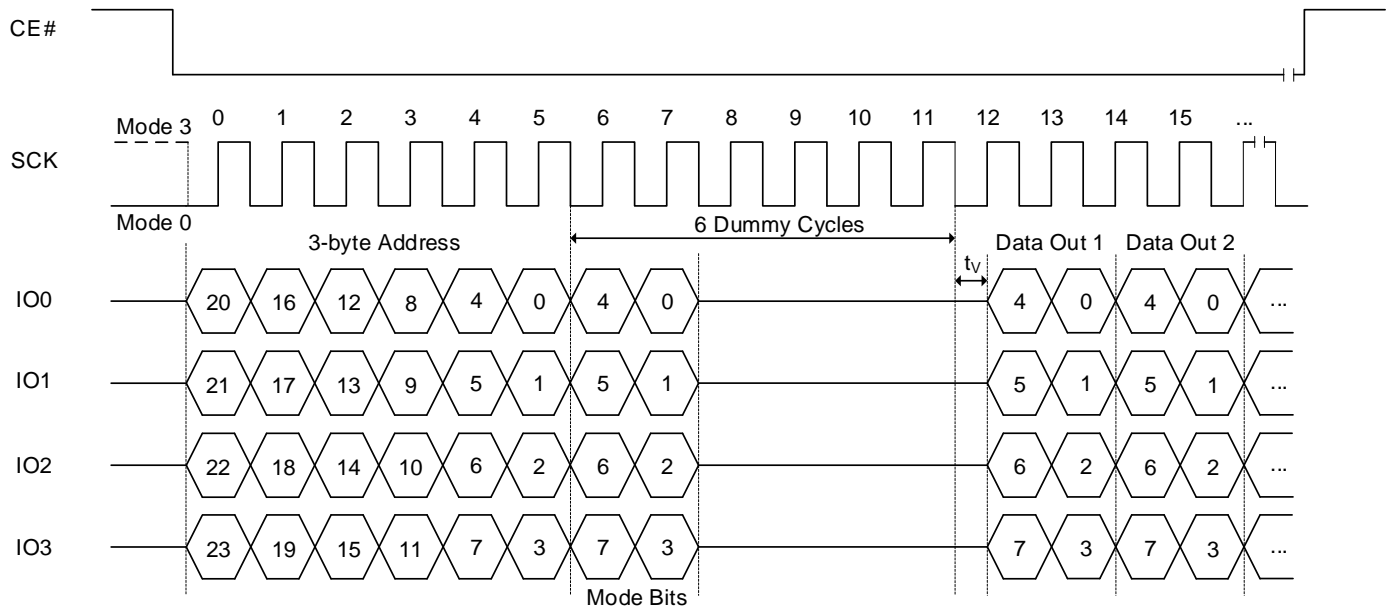 CE#
Mode 3 0 1 2 3 4 5 6 7 8 9 10 11 12 13 14 15 ...
SCK
Mode 0
6 Dummy Cycles
3-byte Address Data Out 1 Data Out 2
tV
IO0 20 16 12 8 4 0 4 0 4 0 4 0 ...
IO1 21 17 13 9 5 1 5 1 5 1 5 1 ...
IO2 22 18 14 10 6 2 6 2 6 2 6 2 ...
IO3 23 19 15 11 7 3 7 3 7 3 7 3 ...
Mode Bits